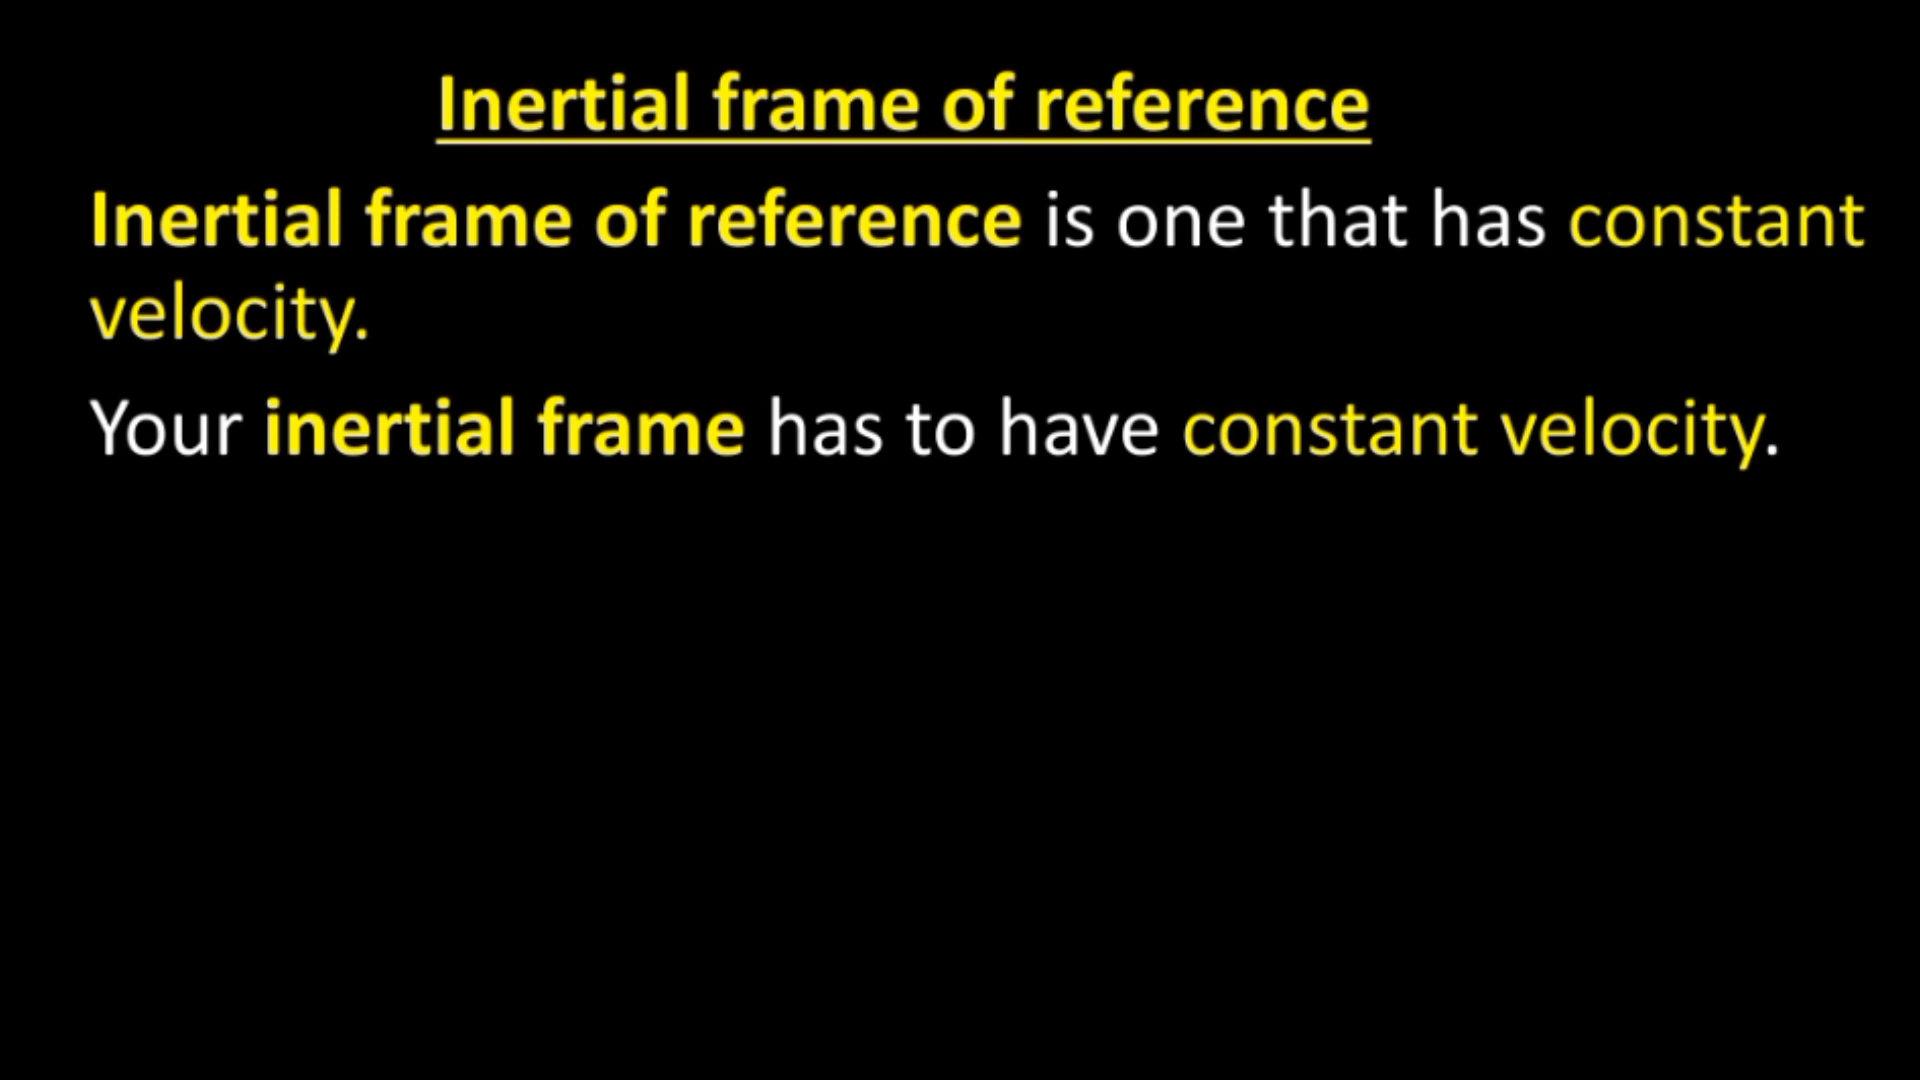 Inertial frame of reference
Inertial frame of reference is one that has constant
velocity.
Your inertial frame has to have constant velocity.